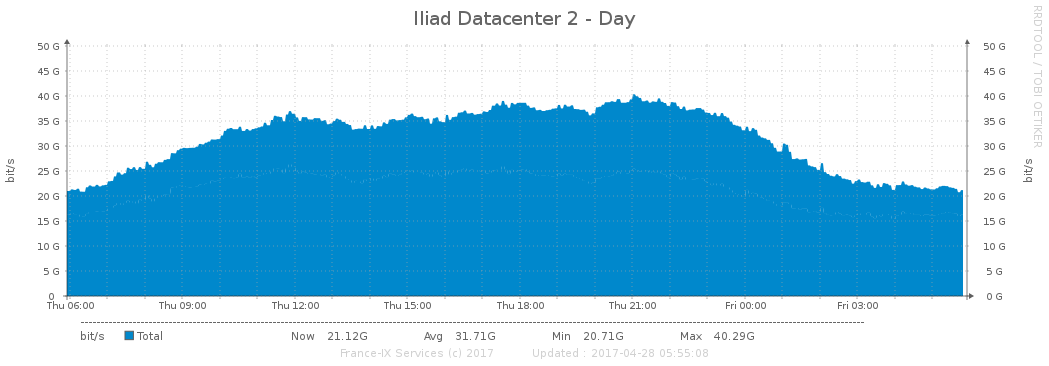 Iliad Datacenter 2 - Day
RRDTOOL / TOBI OETIKER
50 G 50 G
45 G 45 G
40 G 40 G
35 G 35 G
30 G 30 G
25 G 25 G
20 G 20 G
15 G 15 G
10 G 10 G
5 G 5 G
0 0 G
bit/s bit/s
Thu 06:00 Thu 09:00 Thu 12:00 Thu 15:00 Thu 18:00 Thu 21:00 Fri 00:00 Fri 03:00
bit/s Total Now 21.12G Avg 31.71G Min 20.71G Max 40.29G
France-IX Services (c) 2017 Updated : 2017-04-28 05:55:08